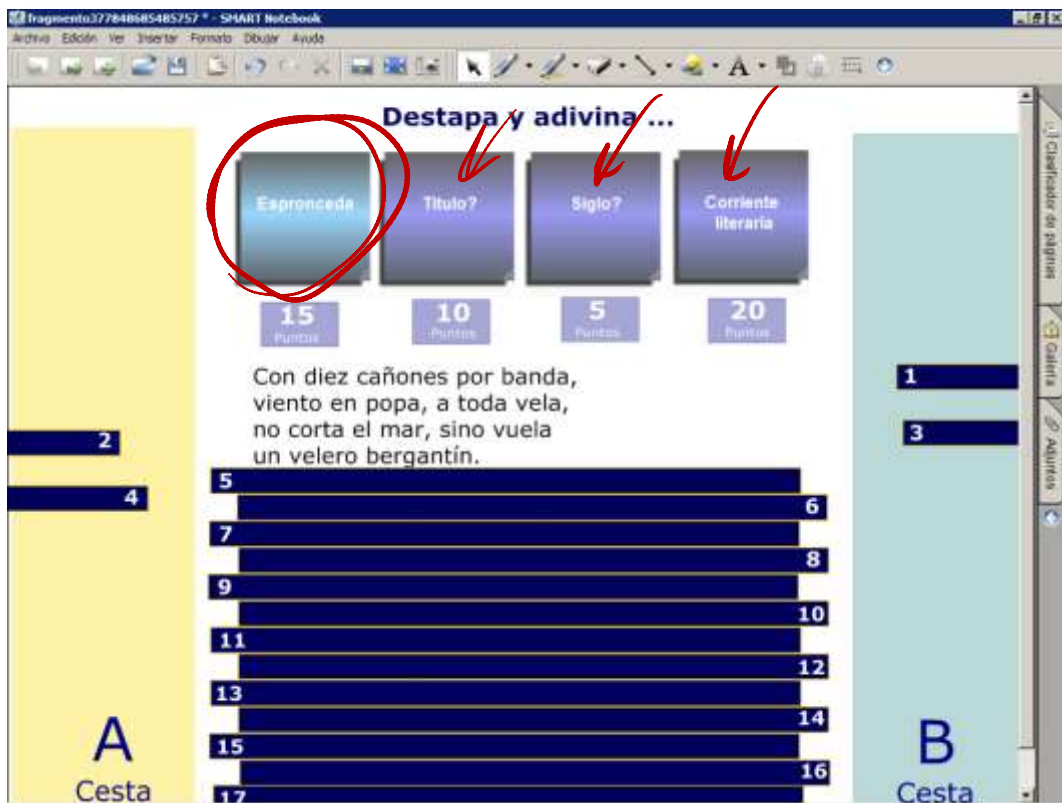 fragmento377848685485757 * - SMART Notebook
Archivo Edición Ver Insertar Formato Dibujar Ayuda
Destapa y adivina ...
Espronceda
Título?
Siglo?
Corriente
literaria
15
Puntos
10
Puntos
5
Puntos
20
Puntos
Con diez cañones por banda,
viento en popa, a toda vela,
no corta el mar, sino vuela
un velero bergantín.
1
2
3
4
5
6
7
8
9
10
11
12
13
14
15
16
17
A
Cesta
B
Cesta
Clasificador de páginas
Galería
Adjuntos
A